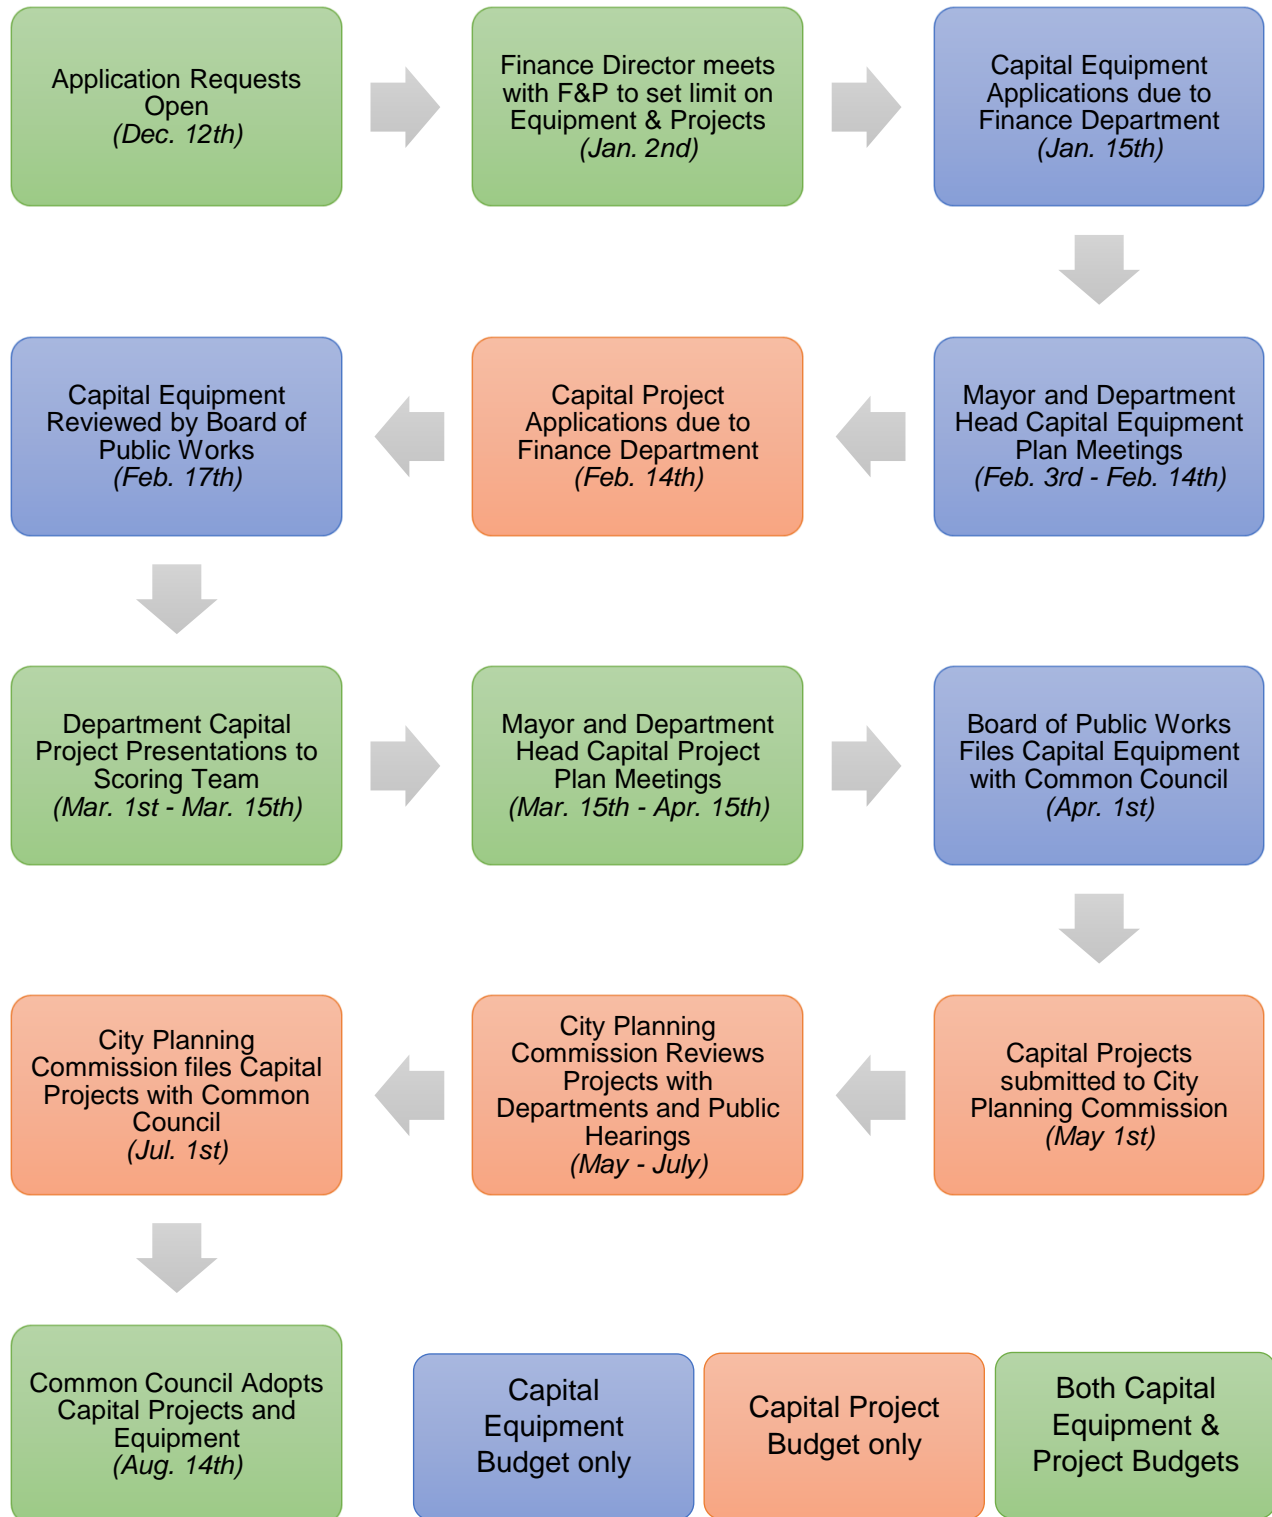 Application Requests
Open
(Dec. 12th)
Finance Director meets
with F&P to set limit on
Equipment & Projects
(Jan. 2nd)
Capital Equipment
Applications due to
Finance Department
(Jan. 15th)
Mayor and Department
Head Capital Equipment
Plan Meetings
(Feb. 3rd - Feb. 14th)
Capital Project
Applications due to
Finance Department
(Feb. 14th)
Capital Equipment
Reviewed by Board of
Public Works
(Feb. 17th)
Department Capital
Project Presentations to
Scoring Team
(Mar. 1st - Mar. 15th)
Mayor and Department
Head Capital Project
Plan Meetings
(Mar. 15th - Apr. 15th)
Board of Public Works
Files Capital Equipment
with Common Council
(Apr. 1st)
Capital Projects
submitted to City
Planning Commission
(May 1st)
City Planning
Commission Reviews
Projects with
Departments and Public
Hearings
(May - July)
City Planning
Commission files Capital
Projects with Common
Council
(Jul. 1st)
Common Council Adopts
Capital Projects and
Equipment
(Aug. 14th)
Capital
Equipment
Budget only
Capital Project
Budget only
Both Capital
Equipment &
Project Budgets